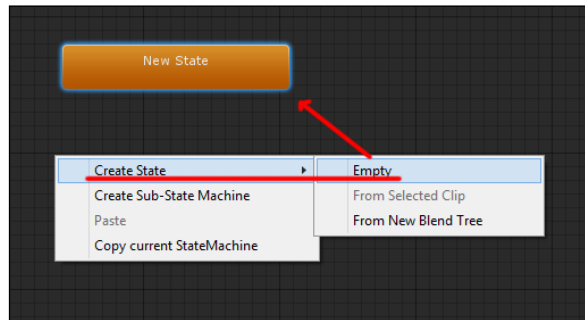 New State
Create State
Create Sub-State Machine
Paste
Copy current StateMachine
Empty
From Selected Clip
From New Blend Tree